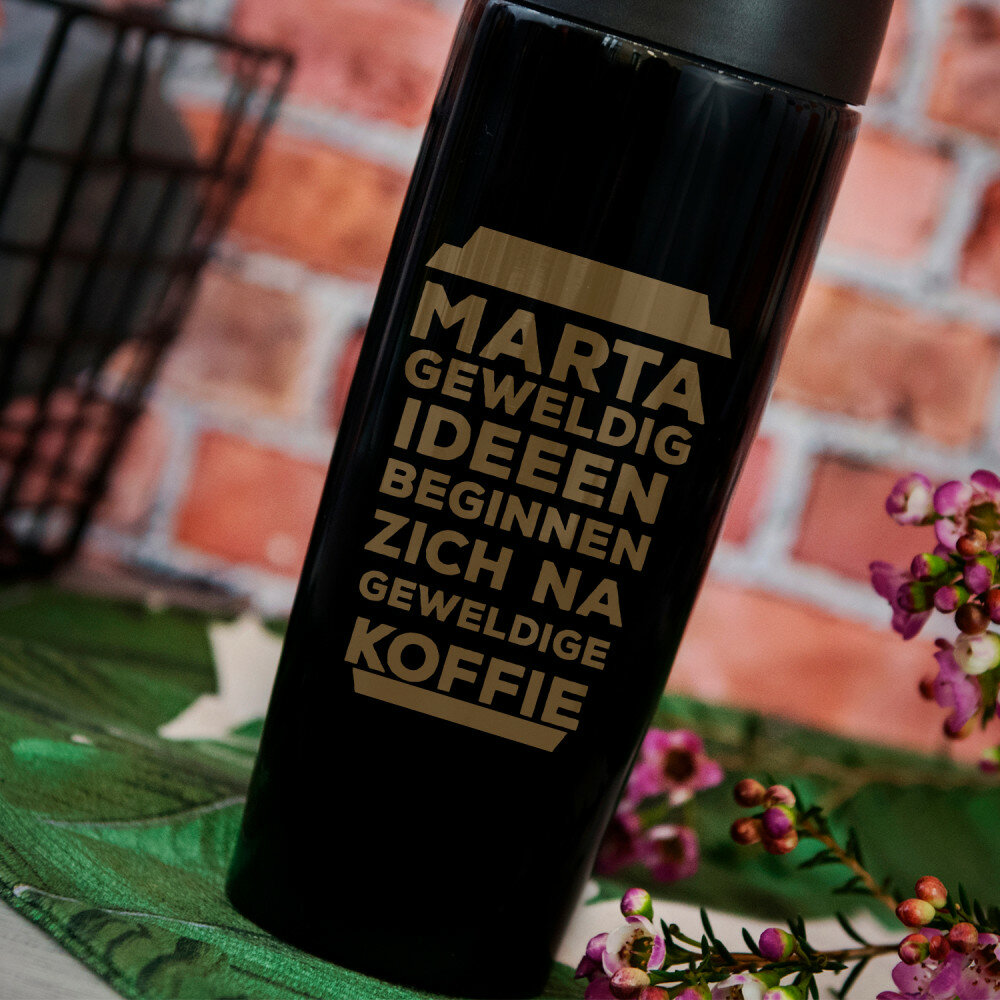 MARTA
GEWELDIG
IDEEEN
BEGINNEN
ZICH NA
GEWELDIGE
KOFFIE